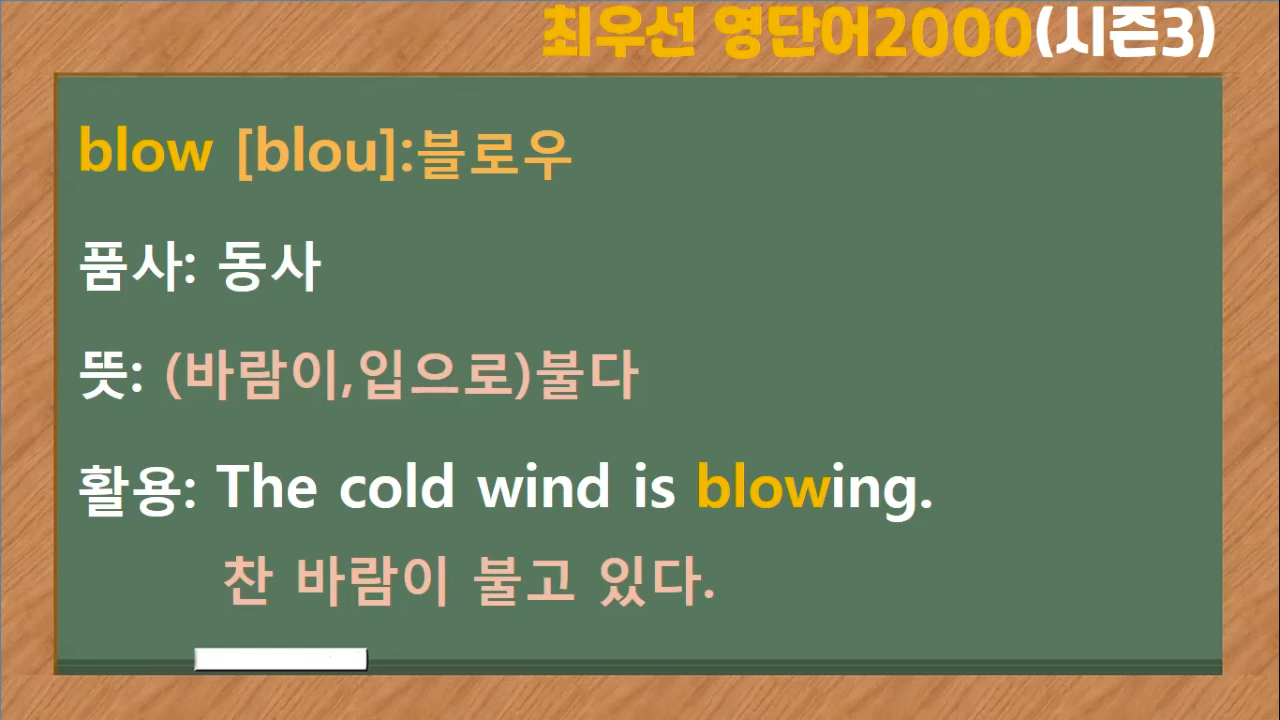 최우선 영단어2000(시즌3)
blow [blou]:블로우
품사: 동사
뜻: (바람이,입으로)불다
활용: The cold wind is blowing.
찬 바람이 불고 있다.